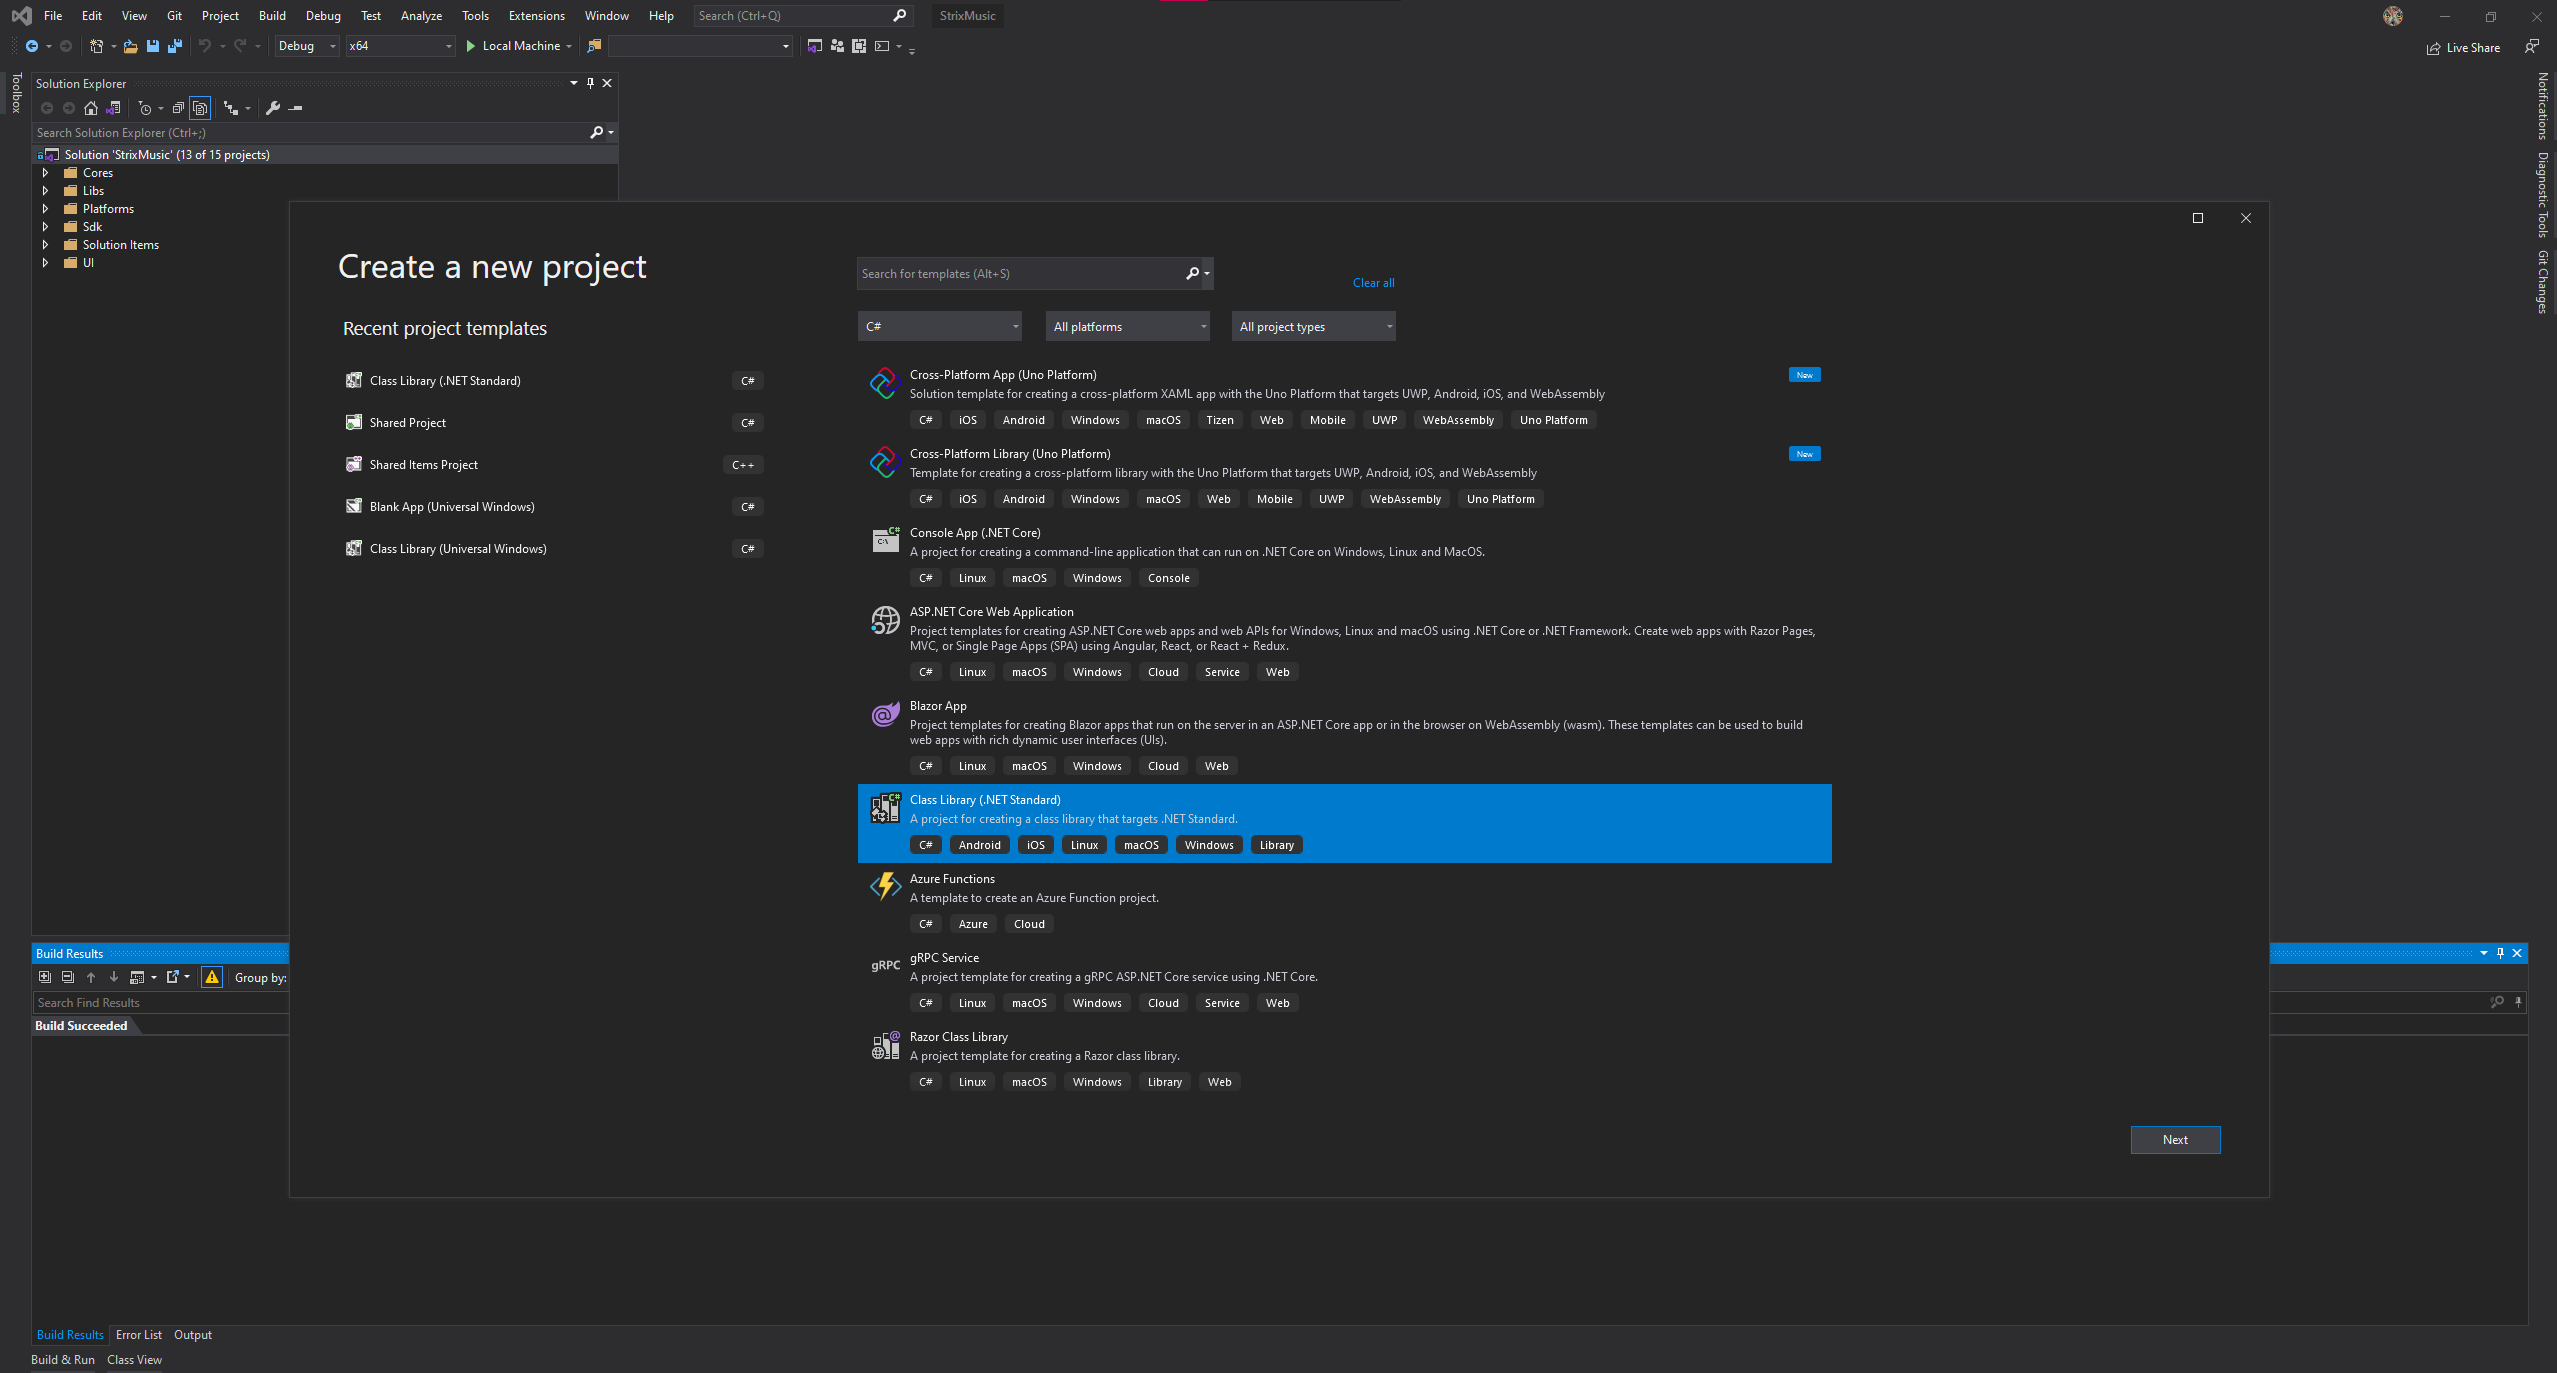 File Edit View Git Project Build Debug Test Analyze Tools Extensions Window Help Search (Ctrl+Q) StrixMusic
Debug x64 Local Machine Live Share
Toolbox
Solution Explorer
Search Solution Explorer (Ctrl+;)
Solution 'StrixMusic' (13 of 15 projects)
Cores
Libs
Platforms
Sdk
Solution Items
UI
Create a new project
Recent project templates
Class Library (.NET Standard) C#
Shared Project C#
Shared Items Project C++
Blank App (Universal Windows) C#
Class Library (Universal Windows) C#
Search for templates (Alt+S)
Clear all
C# All platforms All project types
Cross-Platform App (Uno Platform) New
Solution template for creating a cross-platform XAML app with the Uno Platform that targets UWP, Android, iOS, and WebAssembly
C# iOS Android Windows macOS Tizen Web Mobile UWP WebAssembly Uno Platform
Cross-Platform Library (Uno Platform) New
Template for creating a cross-platform library with the Uno Platform that targets UWP, Android, iOS, and WebAssembly
C# iOS Android Windows macOS Web Mobile UWP WebAssembly Uno Platform
Console App (.NET Core)
A project for creating a command-line application that can run on .NET Core on Windows, Linux and MacOS.
C# Linux macOS Windows Console
ASP.NET Core Web Application
Project templates for creating ASP.NET Core web apps and web APIs for Windows, Linux and macOS using .NET Core or .NET Framework. Create web apps with Razor Pages,
MVC, or Single Page Apps (SPA) using Angular, React, or React + Redux.
C# Linux macOS Windows Cloud Service Web
Blazor App
Project templates for creating Blazor apps that run on the server in an ASP.NET Core app or in the browser on WebAssembly (wasm). These templates can be used to build
web apps with rich dynamic user interfaces (UIs).
C# Linux macOS Windows Cloud Web
Class Library (.NET Standard)
A project for creating a class library that targets .NET Standard.
C# Android iOS Linux macOS Windows Library
Azure Functions
A template to create an Azure Function project.
C# Azure Cloud
gRPC gRPC Service
A project template for creating a gRPC ASP.NET Core service using .NET Core.
C# Linux macOS Windows Cloud Service Web
Razor Class Library
A project template for creating a Razor class library.
C# Linux macOS Windows Library Web
Next
Notifications
Diagnostic Tools
Git Changes
Build Results
Group by:
Search Find Results
Build Succeeded
Build Results Error List Output
Build & Run Class View